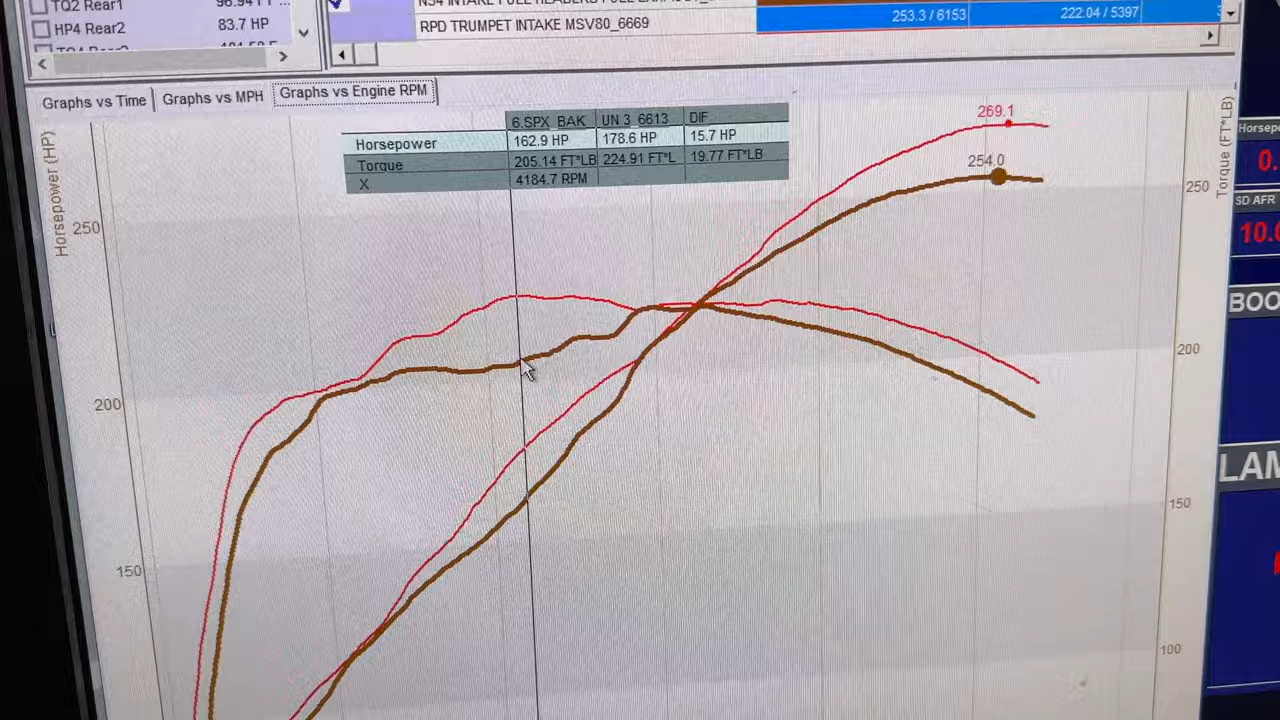 TQ2 Rear1
HP4 Rear2 83.7 HP
253.3 / 6153 222.04 / 5397
RPD TRUMPET INTAKE MSV80_6669
Graphs vs Time Graphs vs MPH Graphs vs Engine RPM
6.SPX_BAK UN 3_6613 DIF
Horsepower 162.9 HP 178.6 HP 15.7 HP
Torque 205.14 FT*LB 224.91 FT*L 19.77 FT*LB
X 4184.7 RPM
Horsepower (HP)
250
200
150
269.1
254.0
Torque (FT*LB)
250
200
150
100
Horsepo
0.
SD AFR
10.
BOO
LAM